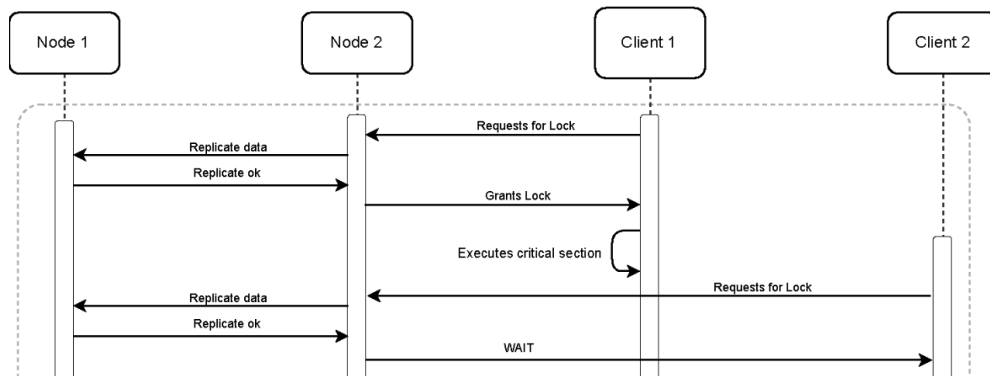 Node 1
Node 2
Client 1
Client 2
Requests for Lock
Replicate data
Replicate ok
Grants Lock
Executes critical section
Requests for Lock
Replicate data
Replicate ok
WAIT